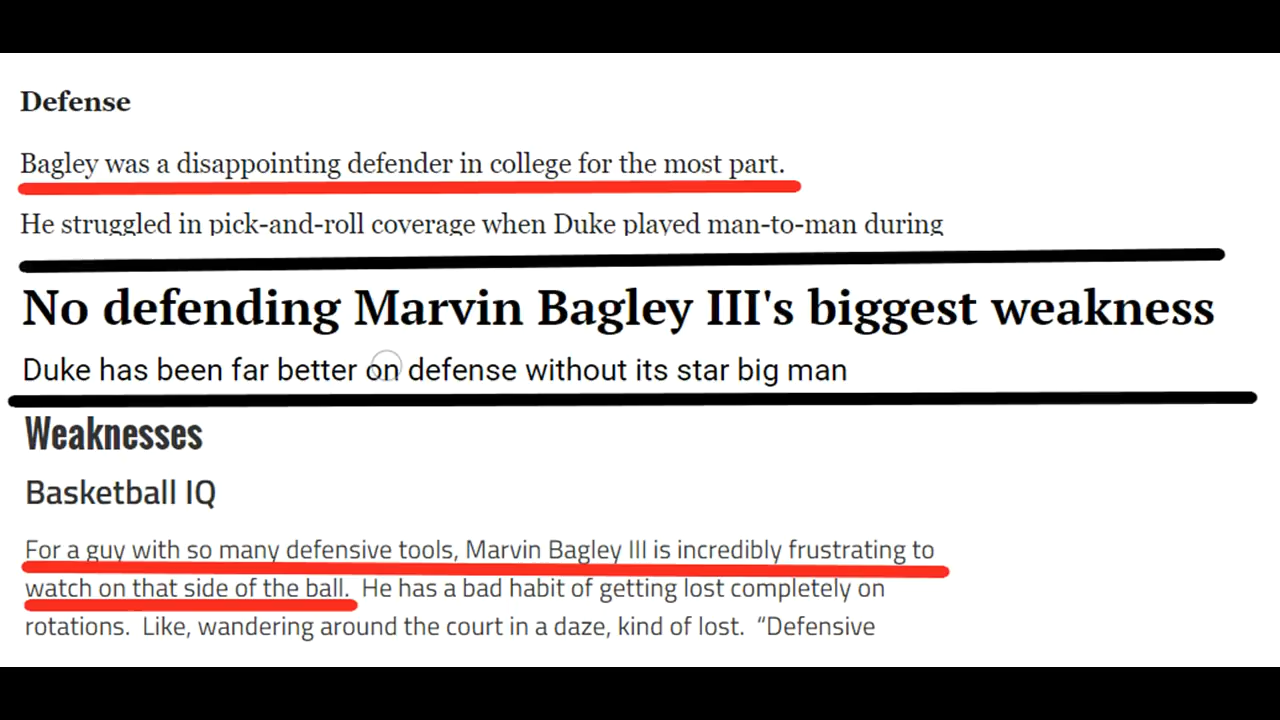 Defense
Bagley was a disappointing defender in college for the most part.
He struggled in pick-and-roll coverage when Duke played man-to-man during
No defending Marvin Bagley III's biggest weakness
Duke has been far better on defense without its star big man
Weaknesses
Basketball IQ
For a guy with so many defensive tools, Marvin Bagley III is incredibly frustrating to
watch on that side of the ball. He has a bad habit of getting lost completely on
rotations. Like, wandering around the court in a daze, kind of lost. “Defensive